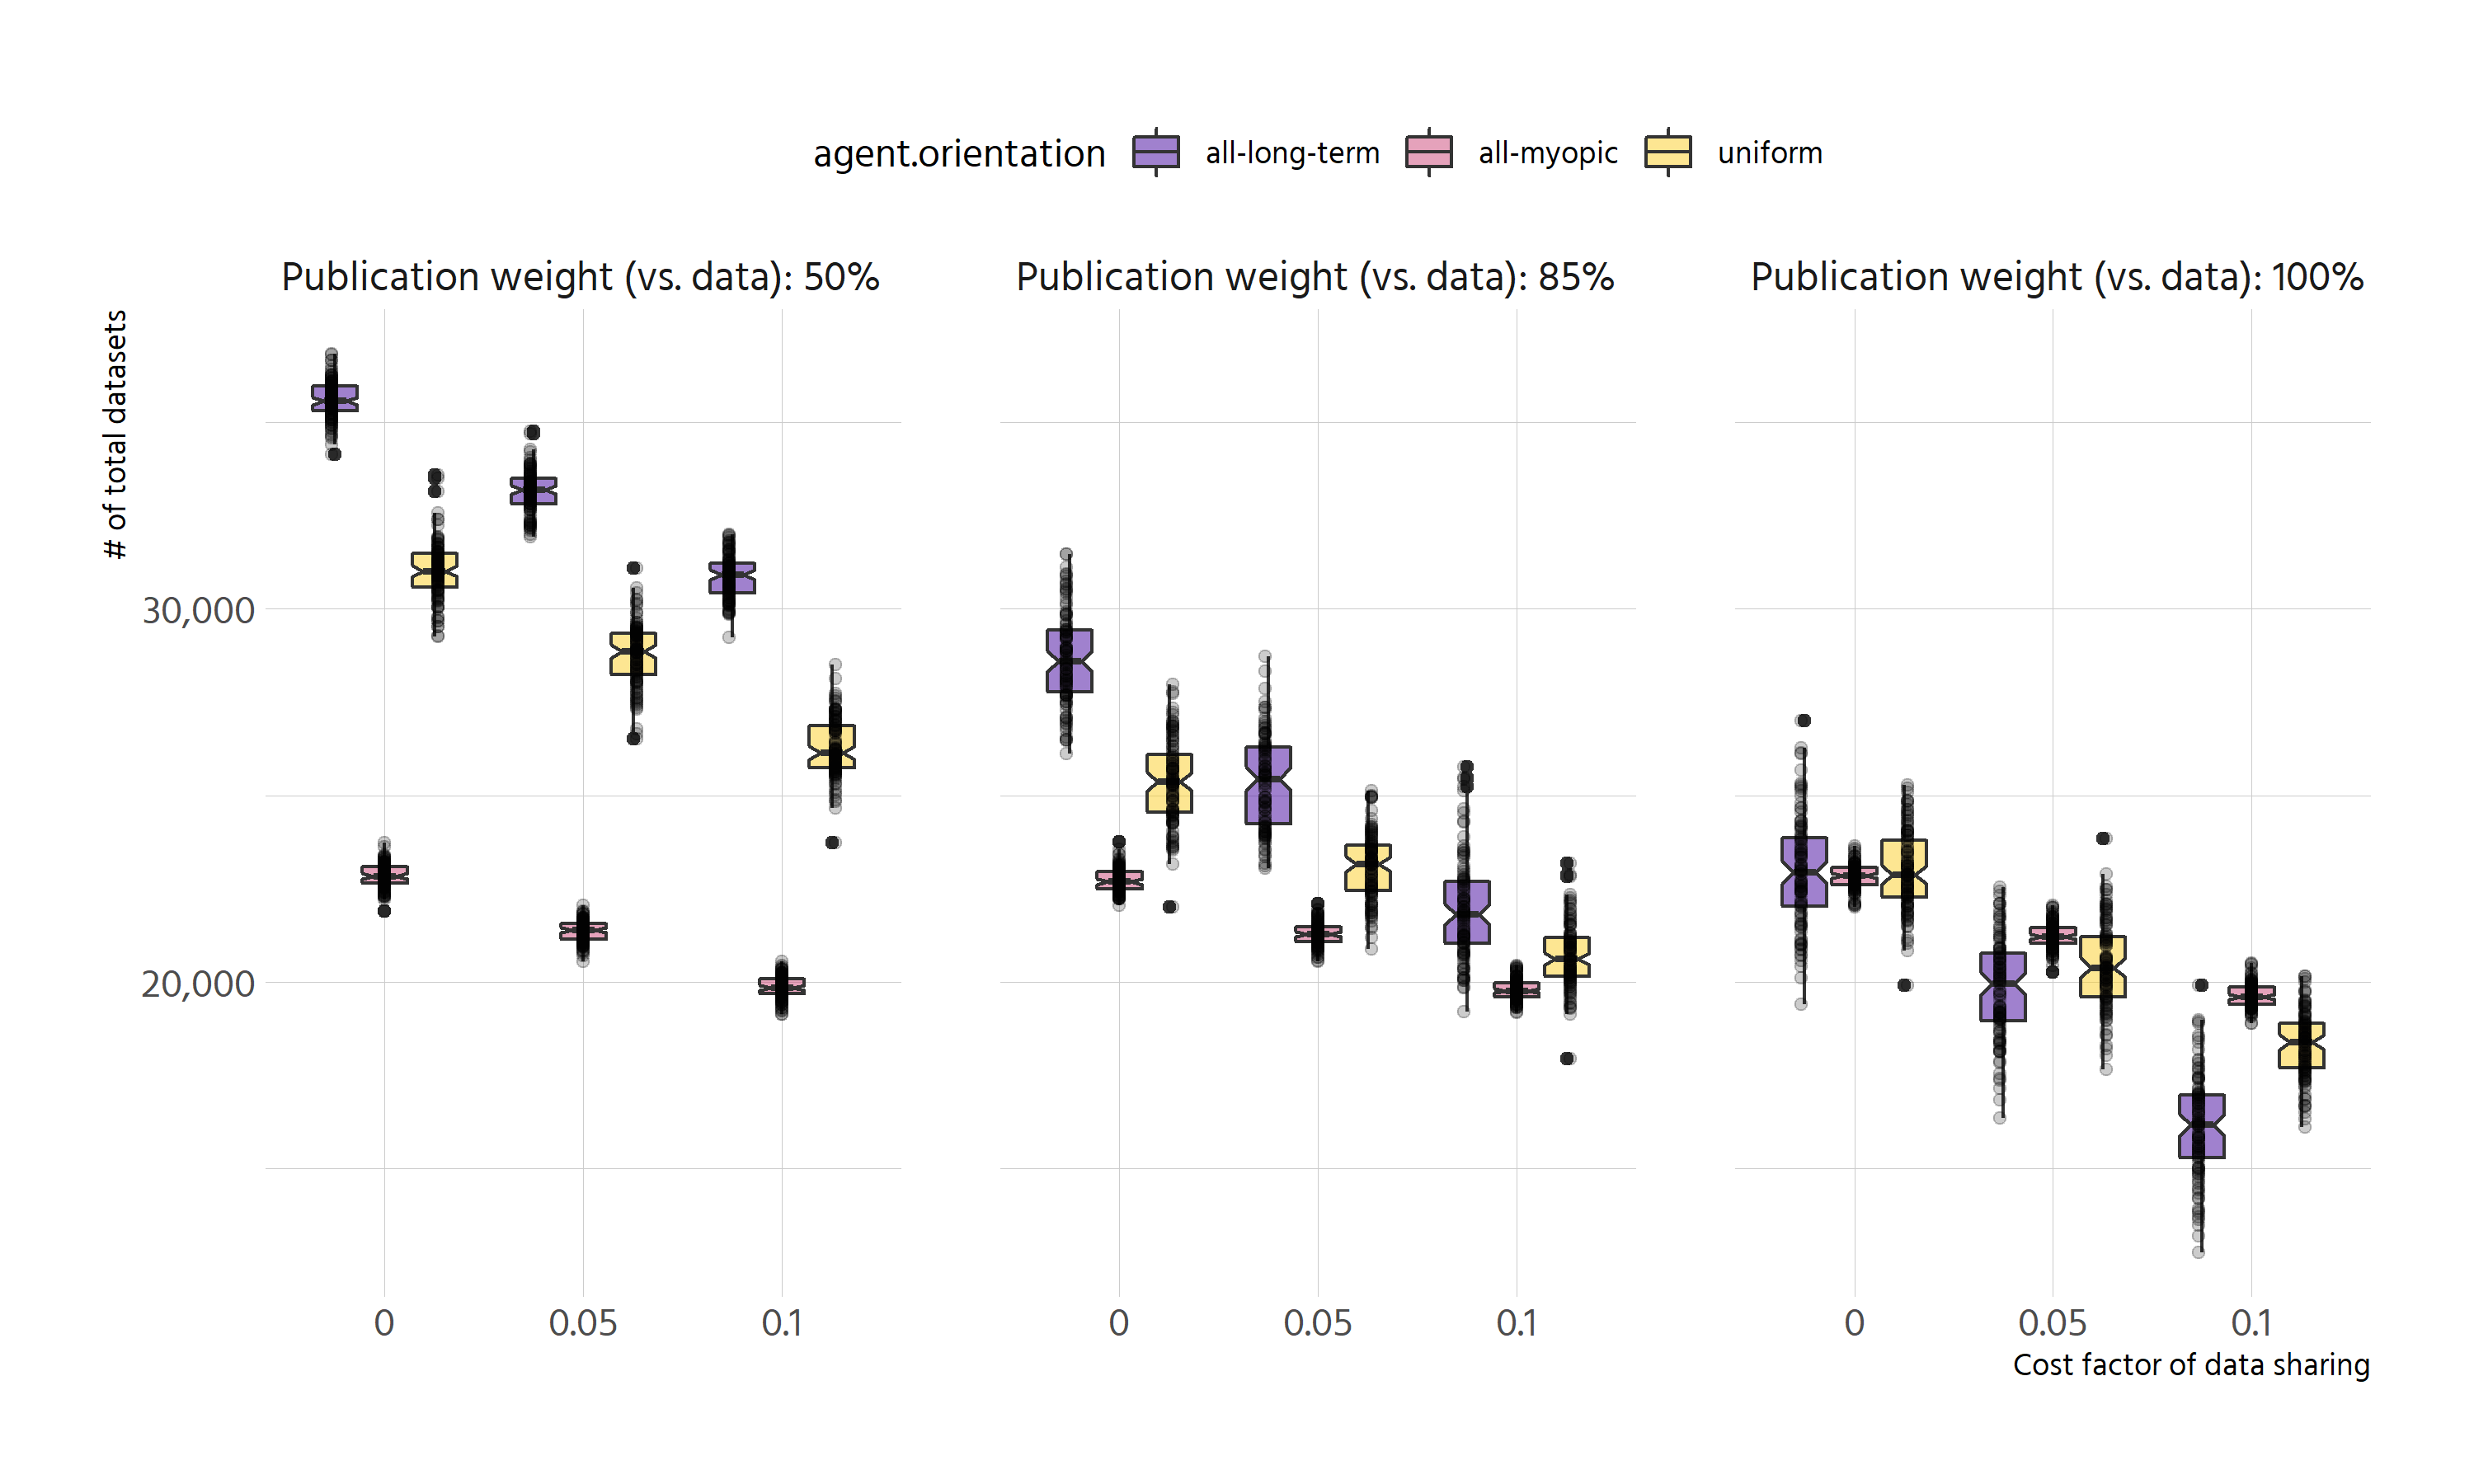 agent.orientation all-long-term all-myopic uniform
Publication weight (vs. data): 50% Publication weight (vs. data): 85% Publication weight (vs. data): 100%
# of total datasets
30,000
20,000
0 0.05 0.1 0 0.05 0.1 0 0.05 0.1
Cost factor of data sharing